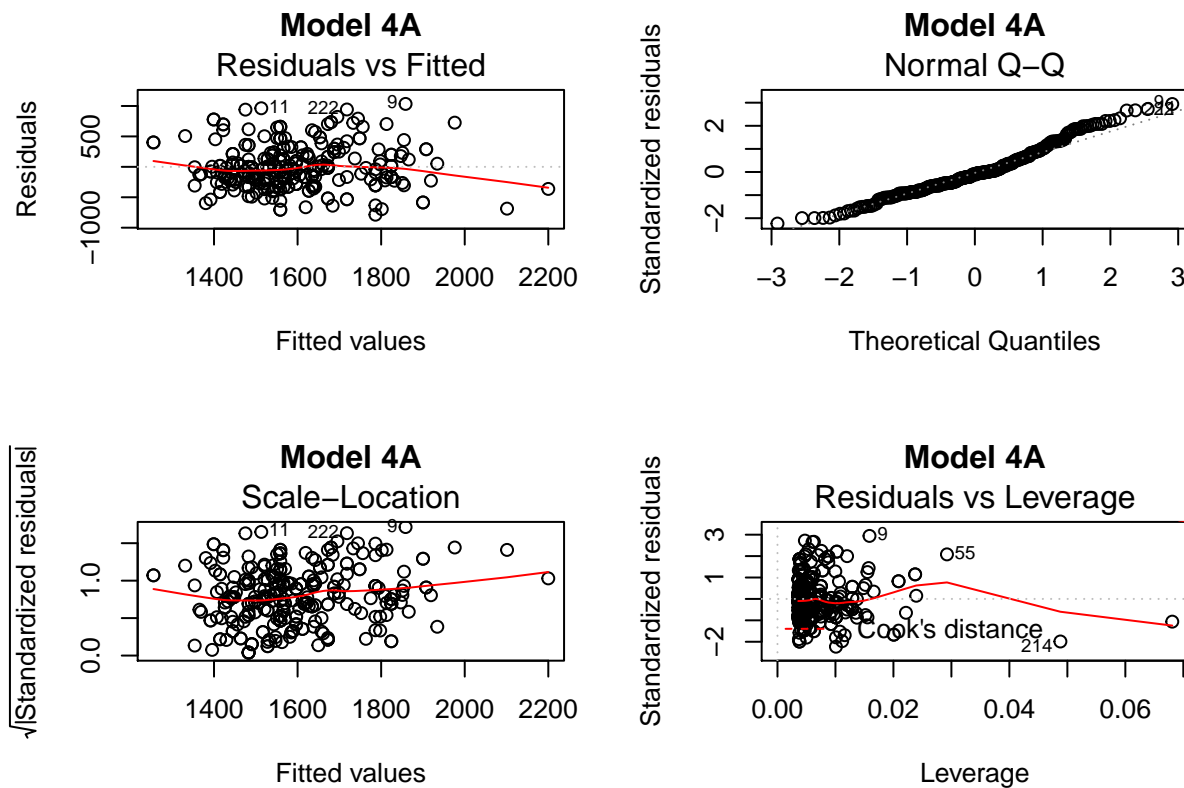 Model 4A
Residuals vs Fitted
Residuals
500
−1000
11
222
9
1400 1600 1800 2000 2200
Fitted values
Model 4A
Normal Q−Q
Standardized residuals
2
0
−2
9
−3 −2 −1 0 1 2 3
Theoretical Quantiles
Model 4A
Scale−Location
√|Standardized residuals|
1.0
0.0
11
222
9
1400 1600 1800 2000 2200
Fitted values
Model 4A
Residuals vs Leverage
Standardized residuals
3
1
−2
9
55
214
Cook's distance
0.00 0.02 0.04 0.06
Leverage